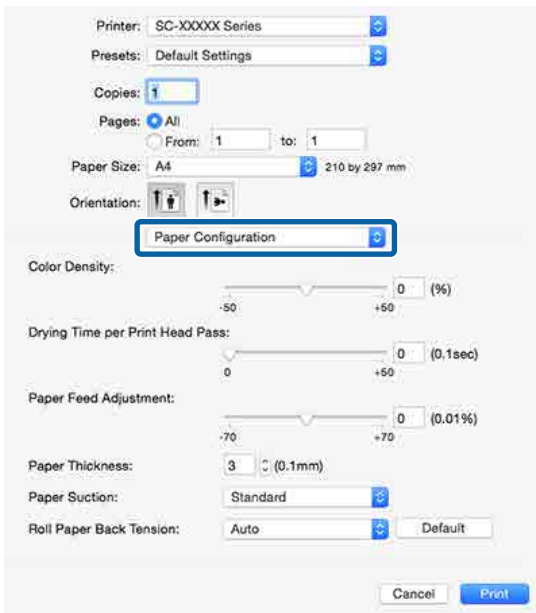 Printer: SC-XXXXX Series
Presets: Default Settings
Copies: 1
Pages: All
From: 1 to: 1
Paper Size: A4 210 by 297 mm
Orientation:
Paper Configuration
Color Density:
0 (%)
-50 +50
Drying Time per Print Head Pass:
0 (0.1sec)
0 +50
Paper Feed Adjustment:
0 (0.01%)
-70 +70
Paper Thickness: 3 (0.1mm)
Paper Suction: Standard
Roll Paper Back Tension: Auto Default
Cancel Print